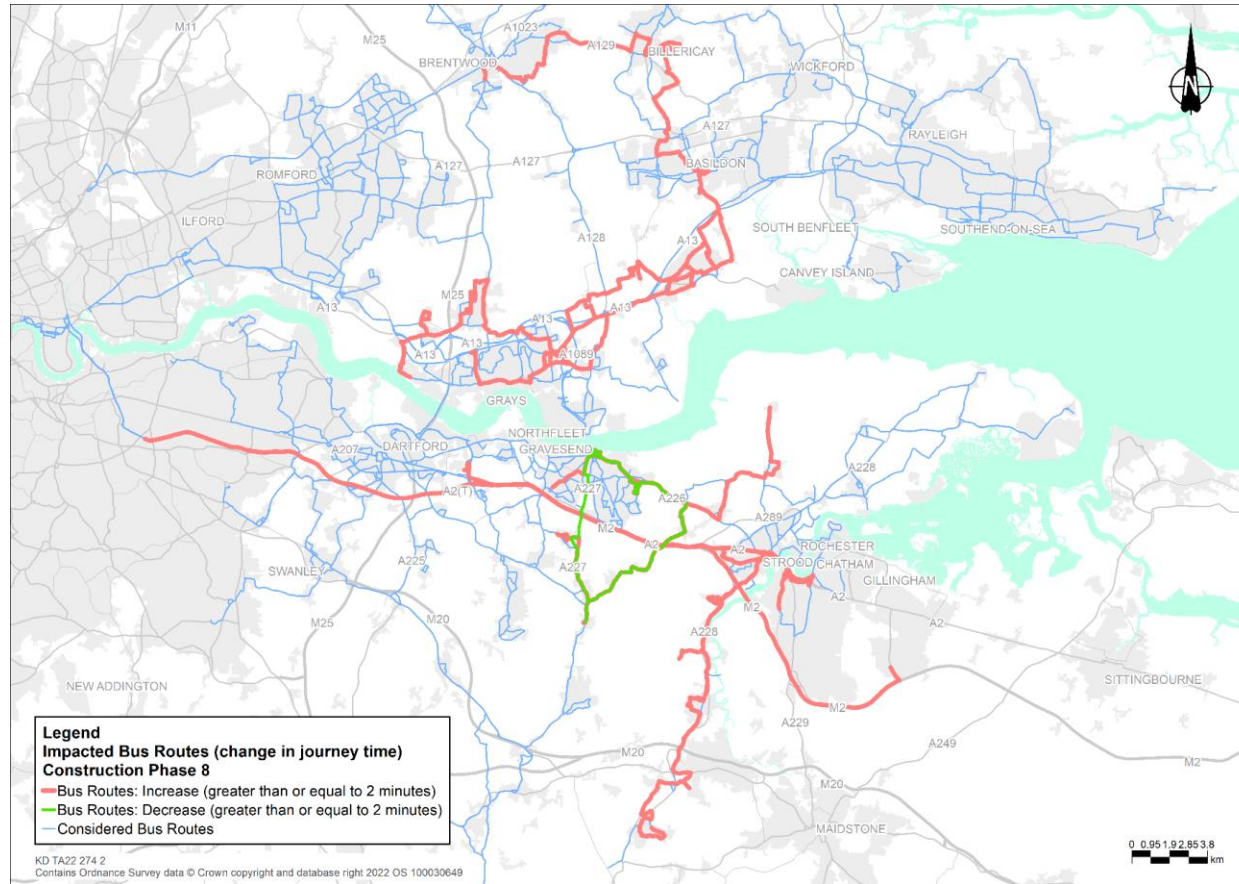 M11
A1023
M25
A129
BILLERICAY
BRENTWOOD
WICKFORD
N
RAYLEIGH
A127
A127
A127
BASILDON
ROMFORD
ILFORD
A128
A13
SOUTH BENFLEET
SOUTHEND-ON-SEA
CANVEY ISLAND
M25
A13
A13
A13
A13
A13
A1089
GRAYS
NORTHFLEET
DARTFORD
GRAVESEND
A207
A228
A2(T)
A227
A226
A289
M2
A2
A2
ROCHESTER
STROOD
CHATHAM
GILLINGHAM
A225
A227
SWANLEY
M2
A2
A2
M20
A228
M25
SITTINGBOURNE
NEW ADDINGTON
M2
A229
A249
M20
M2
M20
MAIDSTONE
Legend
Impacted Bus Routes (change in journey time)
Construction Phase 8
Bus Routes: Increase (greater than or equal to 2 minutes)
Bus Routes: Decrease (greater than or equal to 2 minutes)
Considered Bus Routes
0 0.95 1.9 2.85 3.8
km
KD TA22 274 2
Contains Ordnance Survey data © Crown copyright and database right 2022 OS 100030649